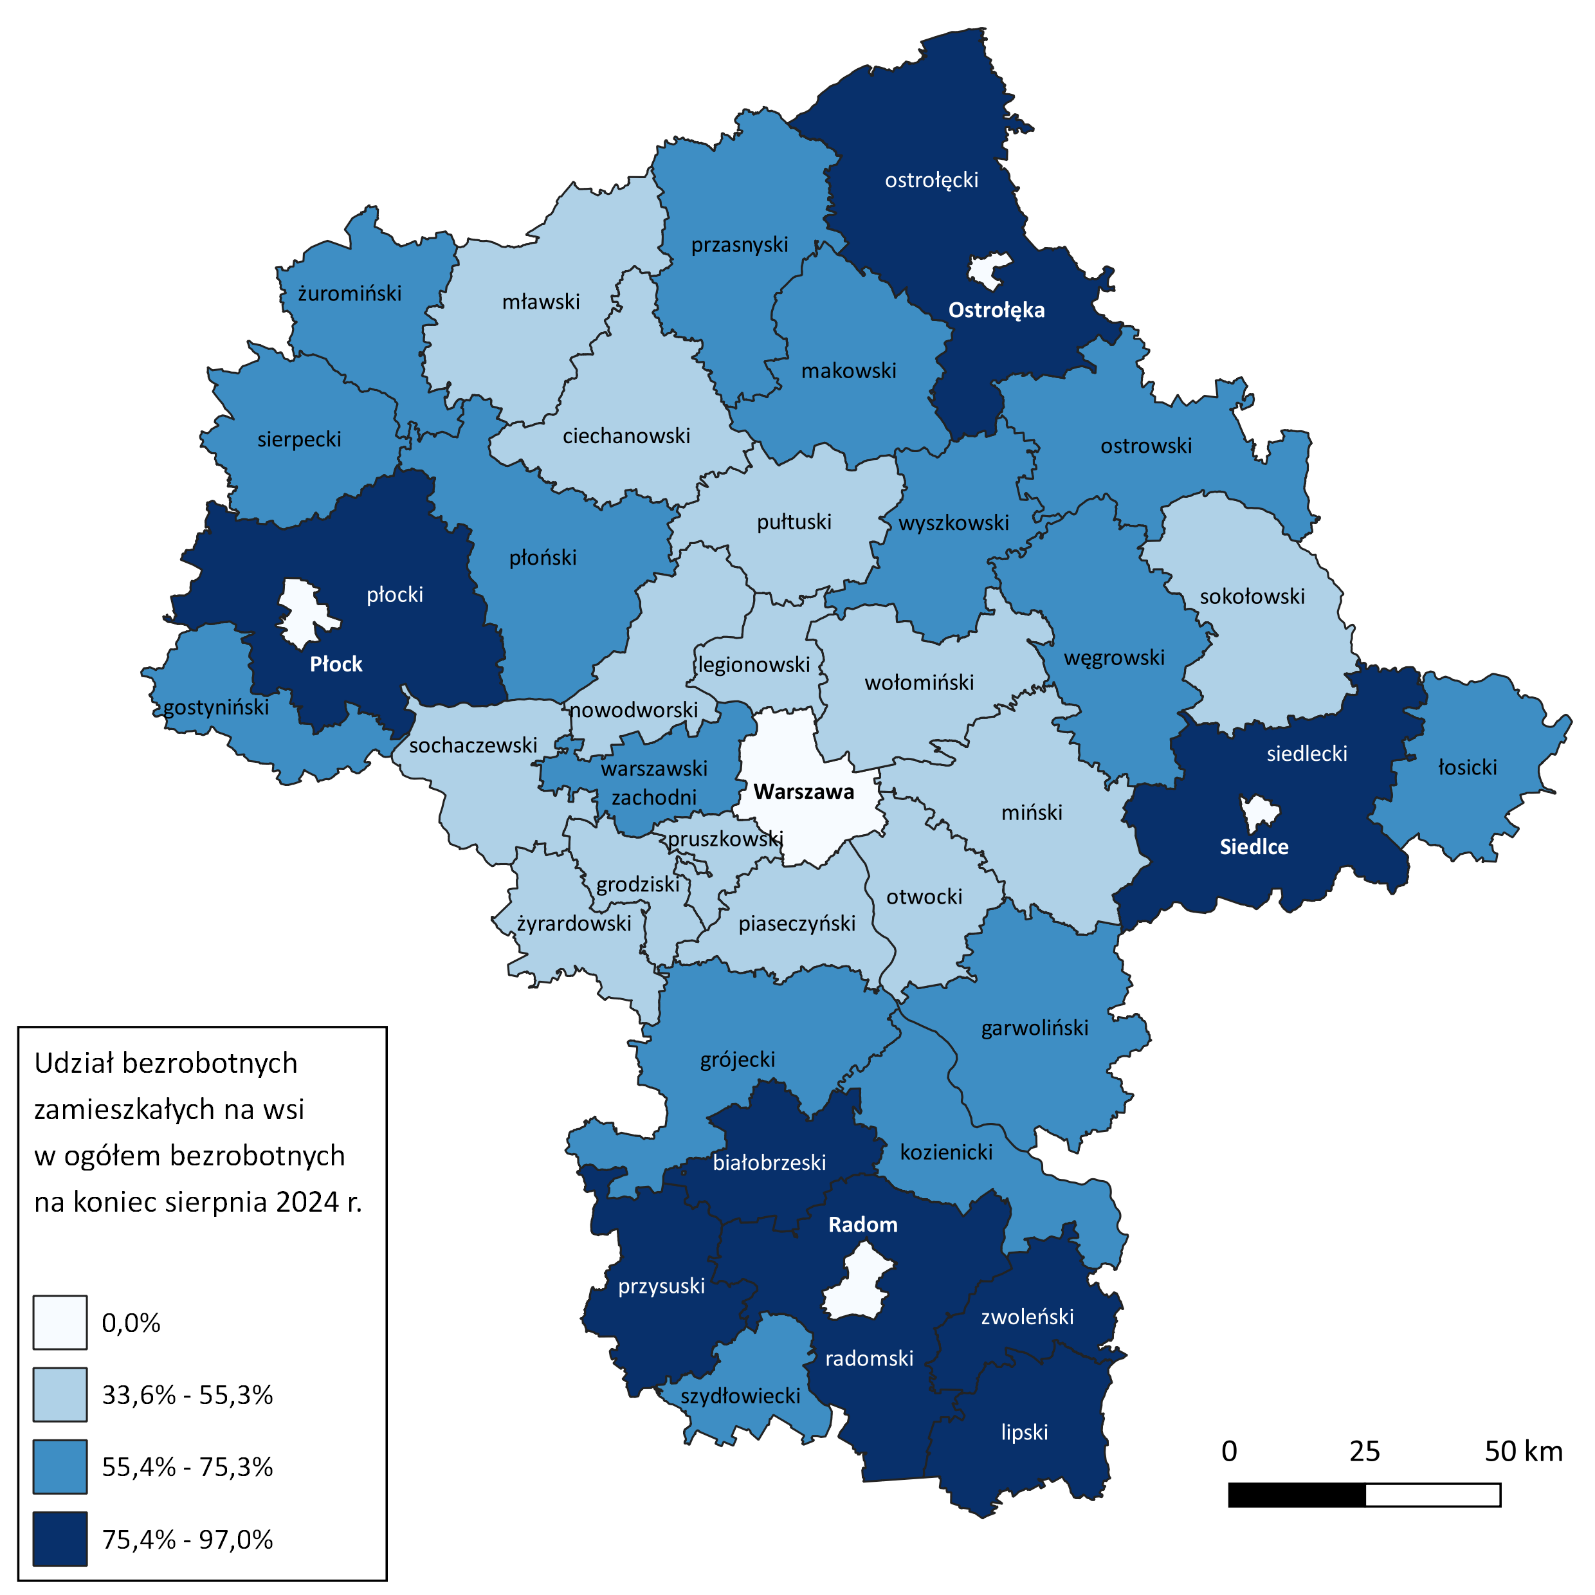 ostrołęcki
przasnyski
żuromiński
mławski
Ostrołęka
makowski
ciechanowski
sierpecki
ostrowski
pułtuski
wyszkowski
płoński
płocki
sokołowski
Płock
legionowski
węgrowski
wołomiński
gostyniński
nowodworski
sochaczewski
siedlecki
warszawski
zachodni
łosicki
Warszawa
miński
pruszkowski
Siedlce
grodziski
otwocki
żyrardowski
piaseczyński
garwoliński
grójecki
kozienicki
białobrzeski
Radom
przysuski
zwoleński
radomski
szydłowiecki
lipski
Udział bezrobotnych
zamieszkałych na wsi
w ogółem bezrobotnych
na koniec sierpnia 2024 r.
0,0%
33,6% - 55,3%
55,4% - 75,3%
75,4% - 97,0%
0 25 50 km